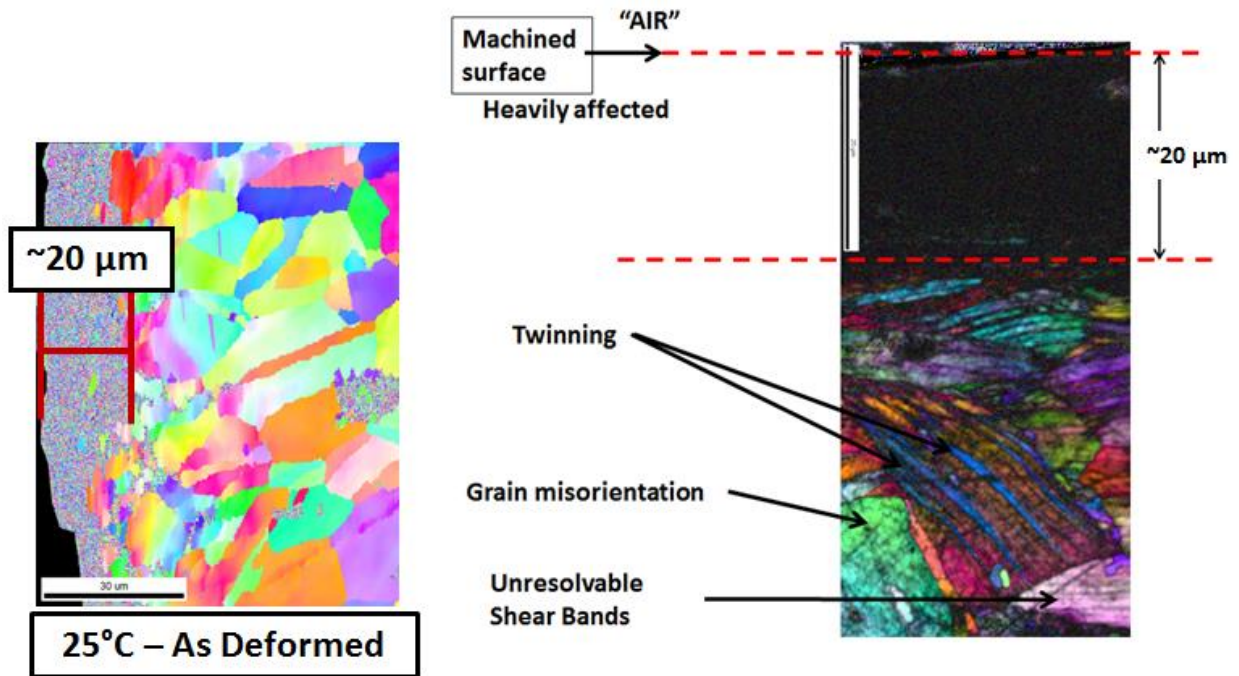 ~20 µm
30 um
25°C – As Deformed
"AIR"
Machined
surface
Heavily affected
~20 µm
Twinning
Grain misorientation
Unresolvable
Shear Bands